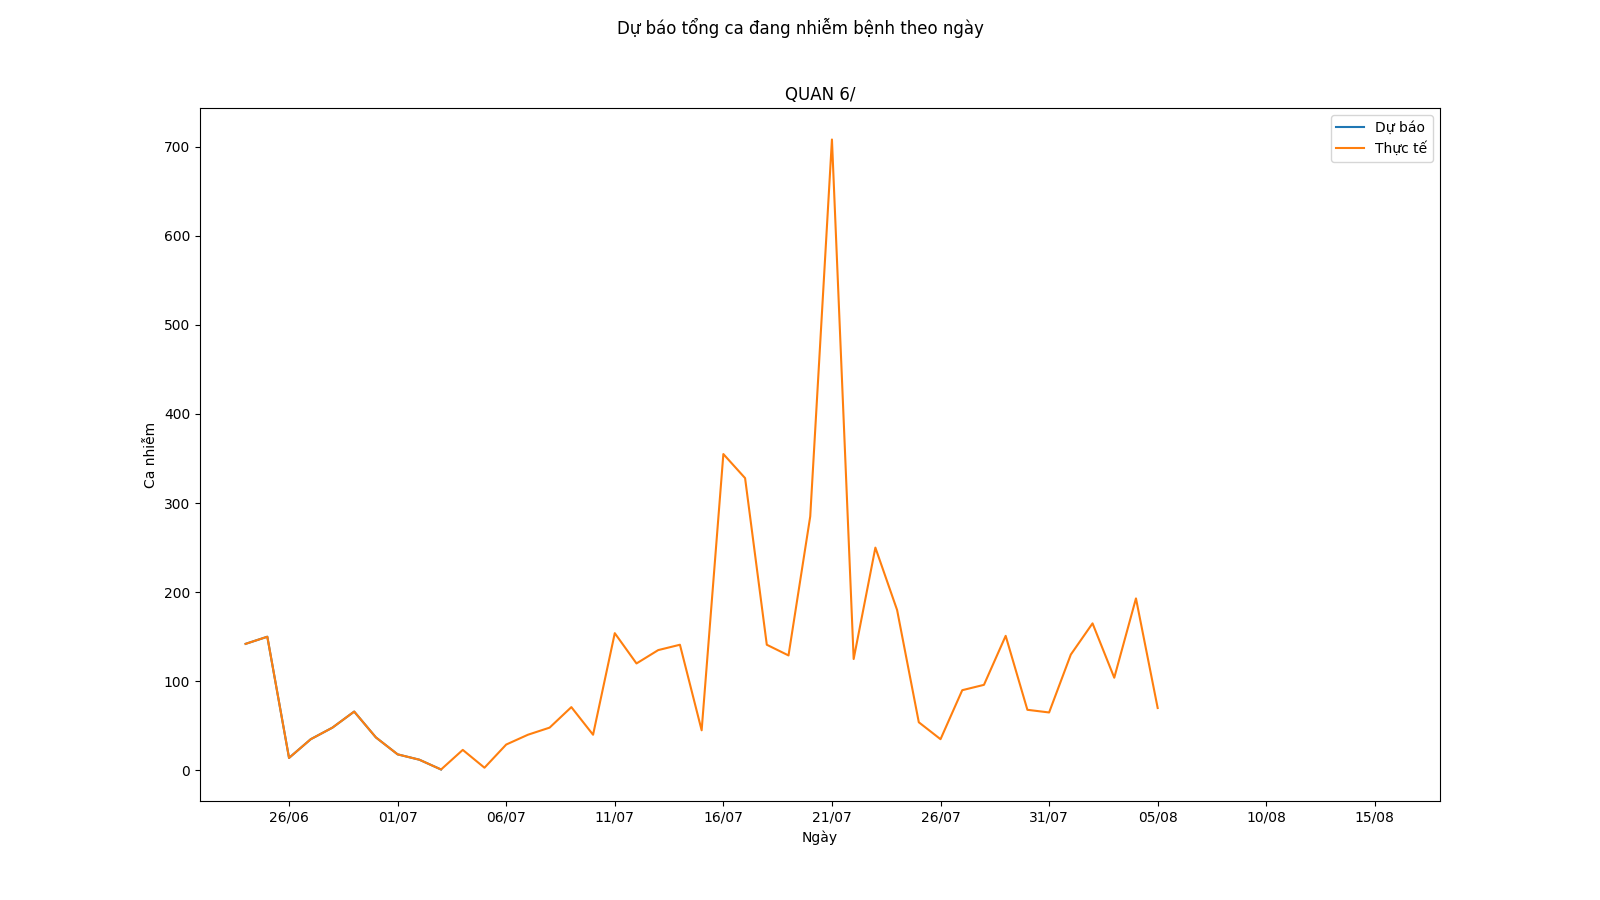 Dự báo tổng ca đang nhiễm bệnh theo ngày
QUAN 6/
Dự báo
Thực tế
700
600
500
400
300
200
100
0
Ca nhiễm
26/06 01/07 06/07 11/07 16/07 21/07 26/07 31/07 05/08 10/08 15/08
Ngày